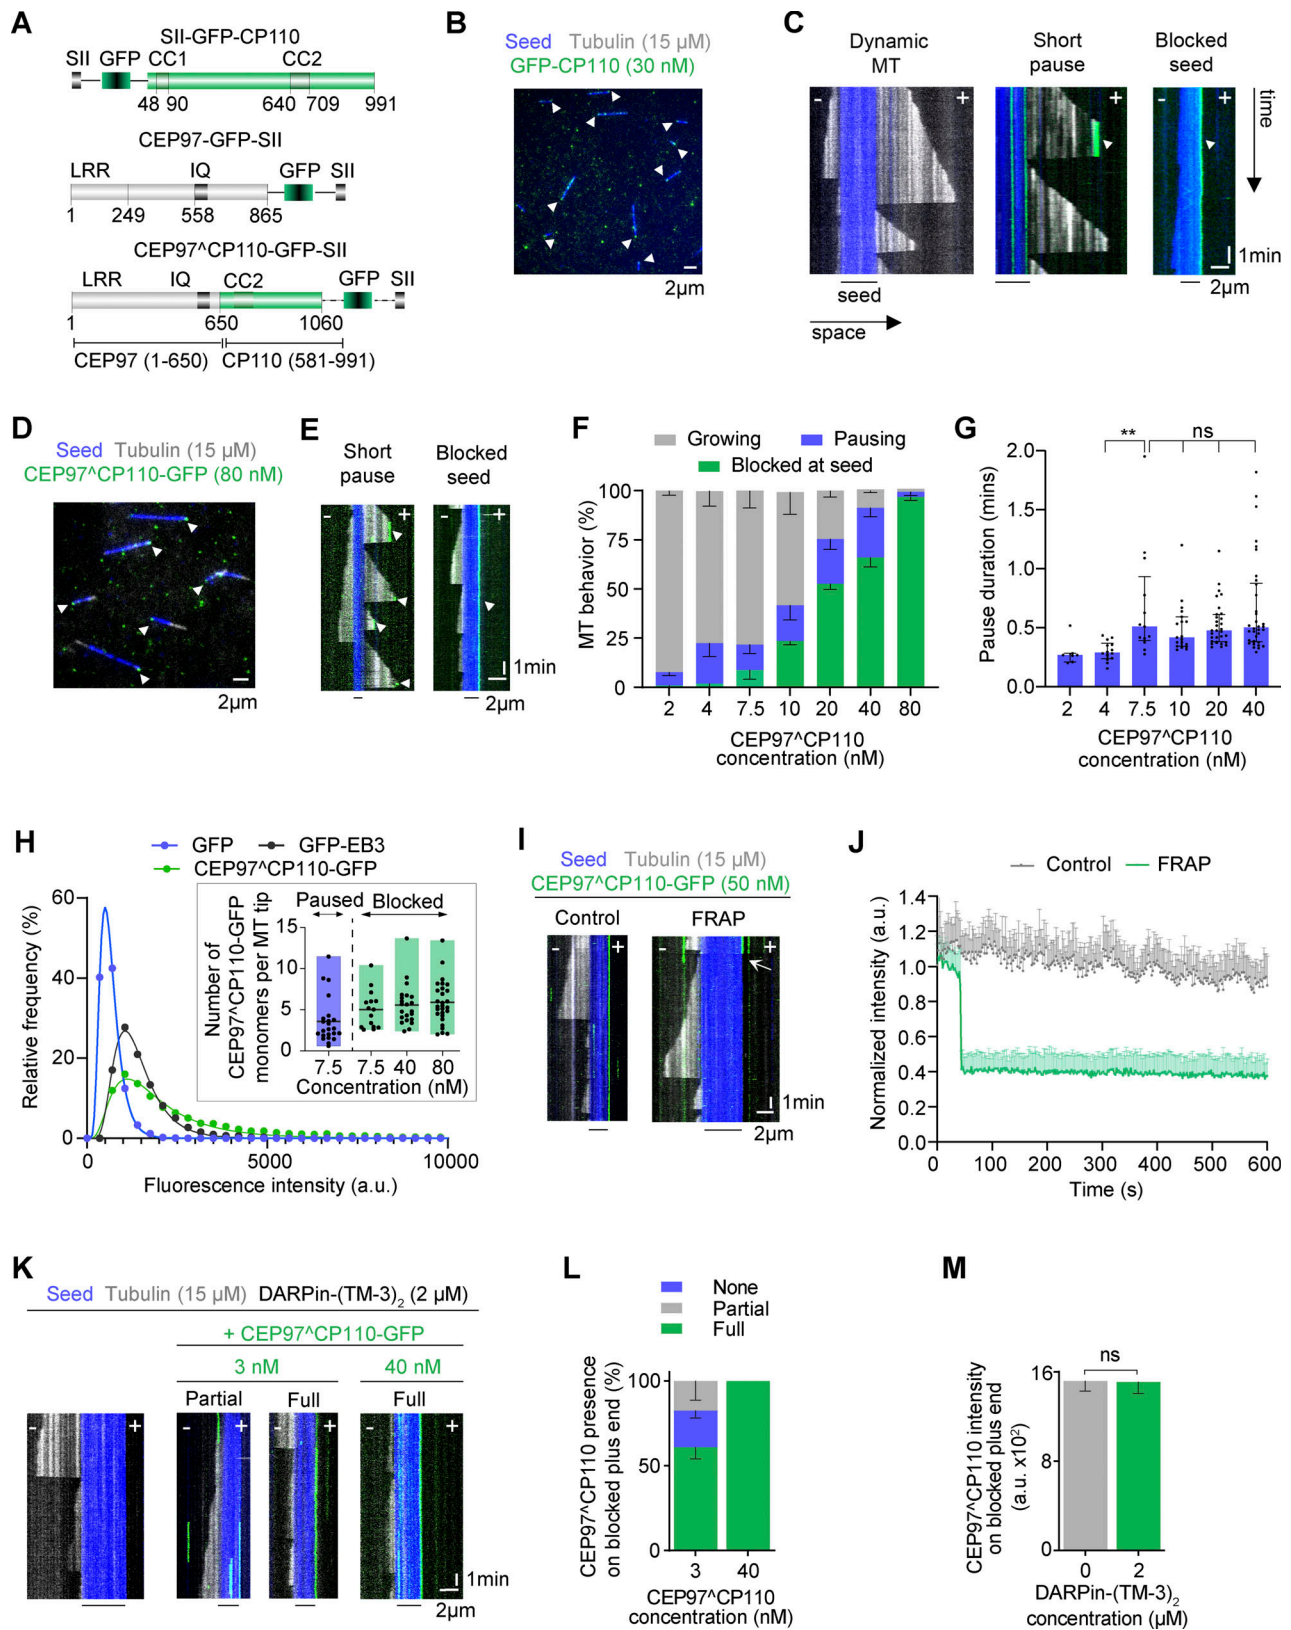 A
SII-GFP-CP110
SII GFP CC1 CC2
48 90 640 709 991
CEP97-GFP-SII
LRR IQ GFP SII
1 249 558 865
CEP97^CP110-GFP-SII
LRR IQ CC2 GFP SII
1 650 1060
CEP97 (1-650) CP110 (581-991)
B
Seed Tubulin (15 µM)
GFP-CP110 (30 nM)
2µm
C
Dynamic MT
Short pause
Blocked seed
- + + - +
time
1min
2µm
seed
space
D
Seed Tubulin (15 µM)
CEP97^CP110-GFP (80 nM)
2µm
E
Short pause
Blocked seed
- + - +
1min
2µm
F
Growing Pausing
Blocked at seed
MT behavior (%)
100
75
50
25
0
2 4 7.5 10 20 40 80
CEP97^CP110
concentration (nM)
G
** ns
Pause duration (mins)
2.0
1.5
1.0
0.5
0.0
2 4 7.5 10 20 40
CEP97^CP110
concentration (nM)
H
GFP GFP-EB3
CEP97^CP110-GFP
Relative frequency (%)
60
40
20
0
0 5000 10000
Fluorescence intensity (a.u.)
Paused Blocked
Number of
CEP97^CP110-GFP
monomers per MT tip
15
10
5
0
7.5 7.5 40 80
Concentration (nM)
I
Seed Tubulin (15 µM)
CEP97^CP110-GFP (50 nM)
Control FRAP
- + - +
1min
2µm
J
Control FRAP
Normalized intensity (a.u.)
1.4
1.2
1.0
0.8
0.6
0.4
0.2
0.0
0 100 200 300 400 500 600
Time (s)
K
Seed Tubulin (15 µM) DARPin-(TM-3)2 (2 µM)
+ CEP97^CP110-GFP
3 nM 40 nM
Partial Full Full
- + - + - + - +
1min
2µm
L
None
Partial
Full
CEP97^CP110 presence
on blocked plus end (%)
100
50
0
3 40
CEP97^CP110
concentration (nM)
M
ns
CEP97^CP110 intensity
on blocked plus end
(a.u. x10²)
16
8
0
0 2
DARPin-(TM-3)2
concentration (µM)